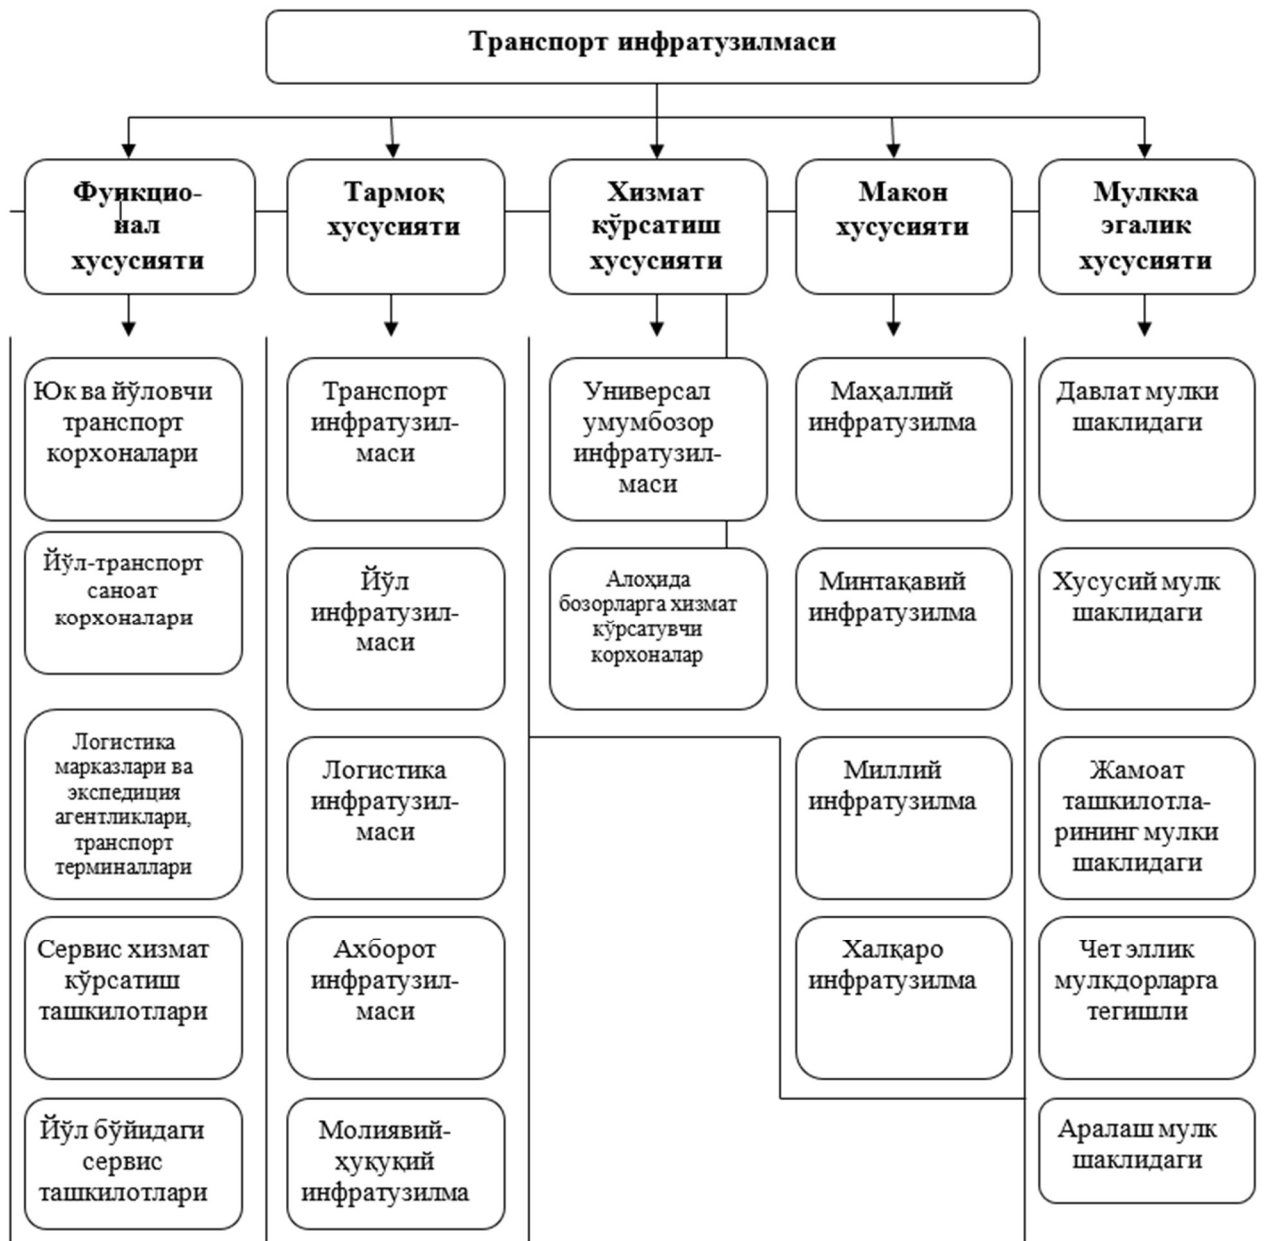 Транспорт инфратузилмаси
Функцио-
нал
хусусияти
Тармоқ
хусусияти
Хизмат
кўрсатиш
хусусияти
Макон
хусусияти
Мулкка
эгалик
хусусияти
Юк ва йўловчи
транспорт
корхоналари
Йўл-транспорт
саноат
корхоналари
Логистика
марказлари ва
экспедиция
агентликлари,
транспорт
терминаллари
Сервис хизмат
кўрсатиш
ташкилотлари
Йўл бўйидаги
сервис
ташкилотлари
Транспорт
инфратузил-
маси
Йўл
инфратузил-
маси
Логистика
инфратузил-
маси
Ахборот
инфратузил-
маси
Молиявий-
ҳуқуқий
инфратузилма
Универсал
умумбозор
инфратузил-
маси
Алоҳида
бозорларга хизмат
кўрсатувчи
корхоналар
Маҳаллий
инфратузилма
Минтақавий
инфратузилма
Миллий
инфратузилма
Халқаро
инфратузилма
Давлат мулки
шаклидаги
Хусусий мулк
шаклидаги
Жамоат
ташкилотла-
рининг мулки
шаклидаги
Чет эллик
мулкдорларга
тегишли
Аралаш мулк
шаклидаги